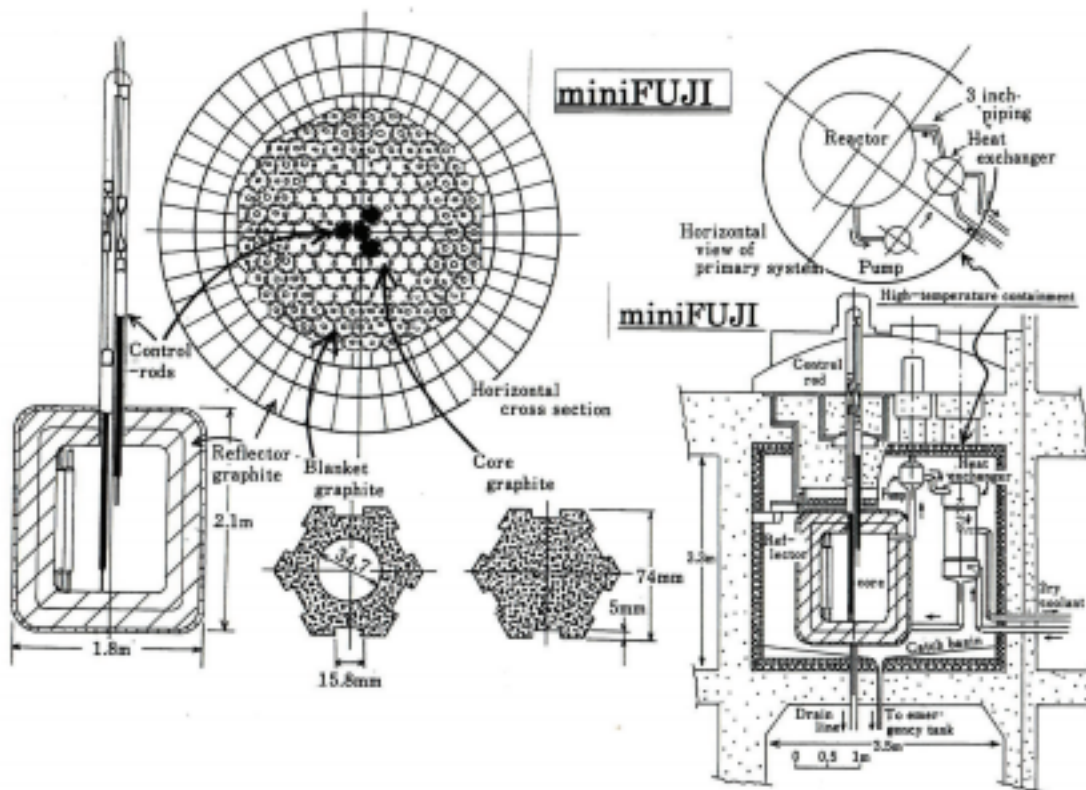 miniFUJI
Control
-rods
Reflector
graphite
Blanket
graphite
Core
graphite
Horizontal
cross section
2.1m
1.8m
34.7
15.8mm
74mm
5mm
3 inch-
piping
Reactor
Heat
exchanger
Horizontal
view of
primary system
Pump
High-temperature containment
miniFUJI
Control
rod
Heat
exchanger
Pump
Ref-
lector
core
coolant
Catch basin
Drain
line
To emer-
gency tank
3.5m
0 0.5 1m